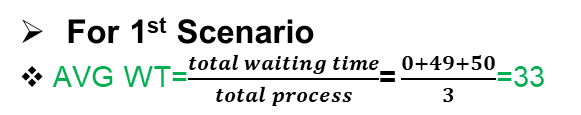 ➢ For 1st Scenario
❖ AVG WT=total waiting time/total process=0+49+50/3=33